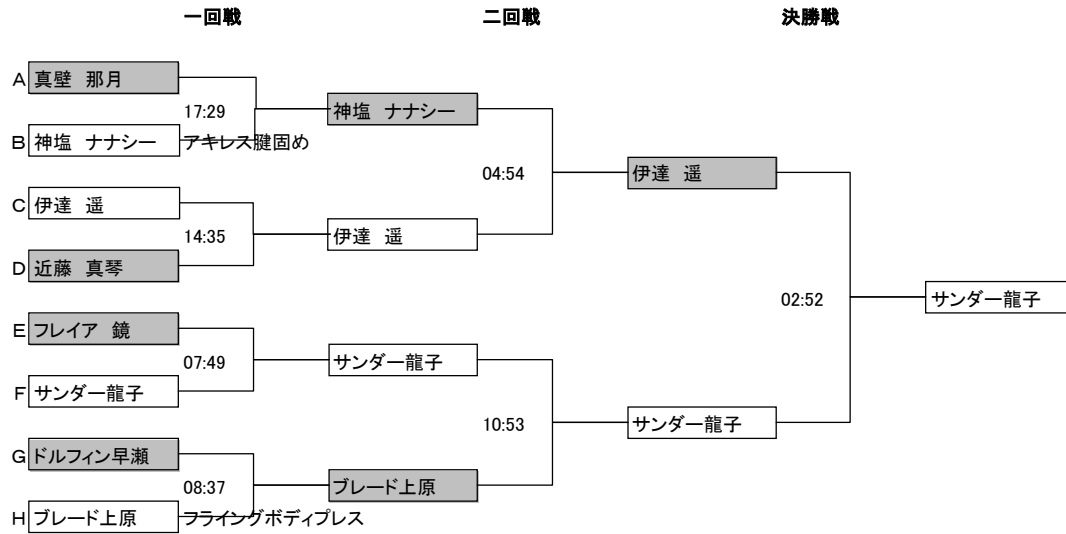 一回戦 二回戦 決勝戦
A 真壁 那月
17:29 神塩 ナナシー
B 神塩 ナナシー アキレス腱固め
04:54 伊達 遥
C 伊達 遥
14:35 伊達 遥
D 近藤 真琴
02:52 サンダー龍子
E フレイア 鏡
07:49 サンダー龍子
F サンダー龍子
10:53 サンダー龍子
G ドルフィン早瀬
08:37 ブレード上原
H ブレード上原 フライングボディプレス